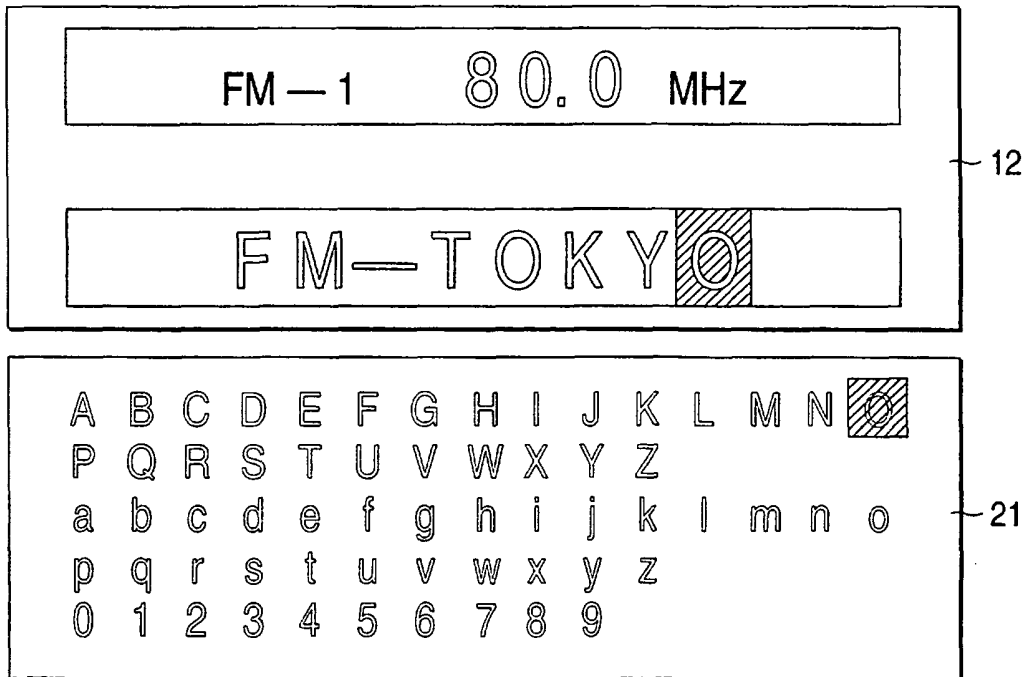 FM — 1 80.0 MHz
12
FM—TOKYO
A B C D E F G H I J K L M N O
P Q R S T U V W X Y Z
a b c d e f g h i j k l m n o
21
p q r s t u v w x y z
0 1 2 3 4 5 6 7 8 9